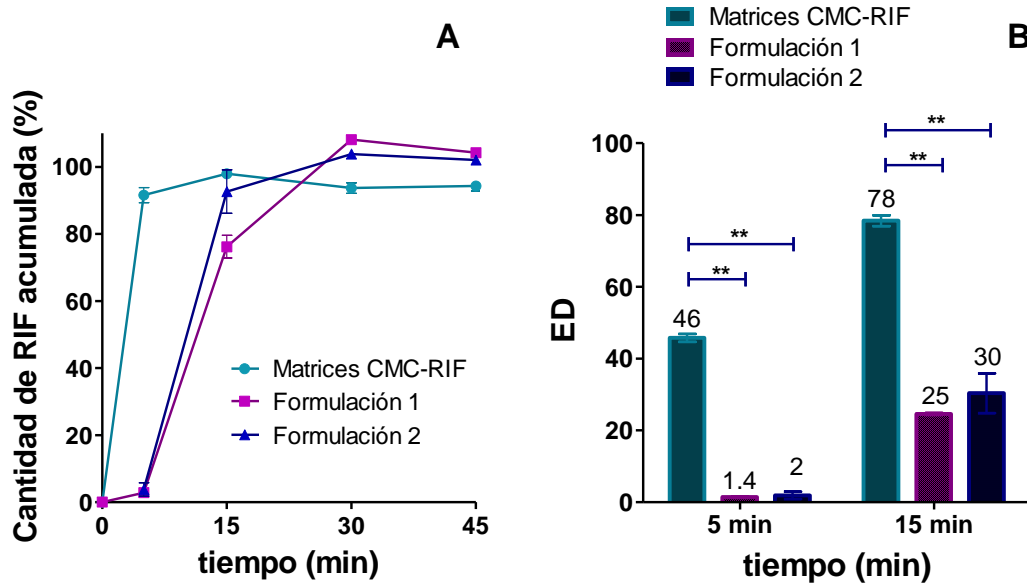 A
Cantidad de RIF acumulada (%)
100
80
60
40
20
0
Matrices CMC-RIF
Formulación 1
Formulación 2
0 15 30 45
tiempo (min)
Matrices CMC-RIF
Formulación 1
Formulación 2
B
ED
100
80
60
40
20
0
**
**
46
1.4
2
**
**
78
25
30
5 min 15 min
tiempo (min)